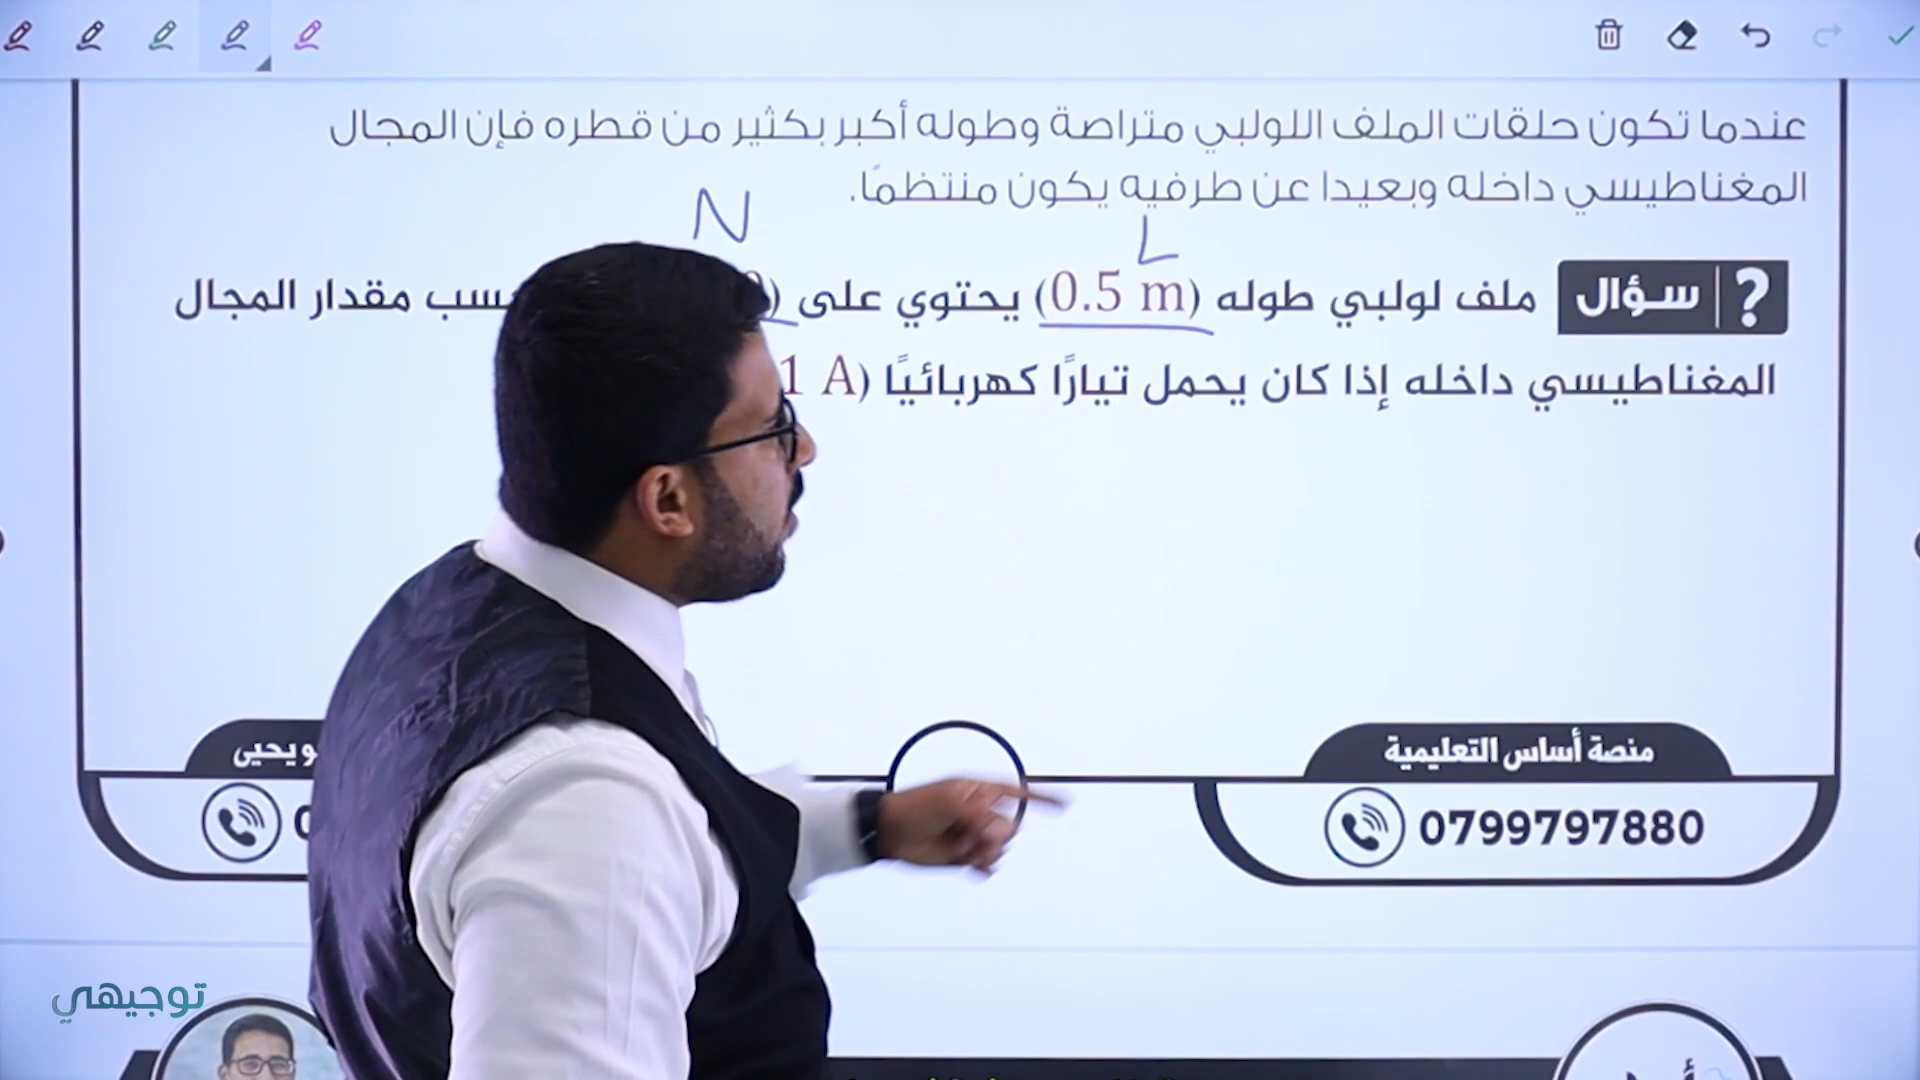 عندما تكون حلقات الملف اللولبي متراصة وطوله أكبر بكثير من قطره فإن المجال
المغناطيسي داخله وبعيدا عن طرفيه يكون منتظمًا.
N
L
؟ سؤال ملف لولبي طوله (0.5 m) يحتوي على ( مقدار المجال
المغناطيسي داخله إذا كان يحمل تيارًا كهربائيًا (1 A
منصة أساس التعليمية
0799797880
توجيهي